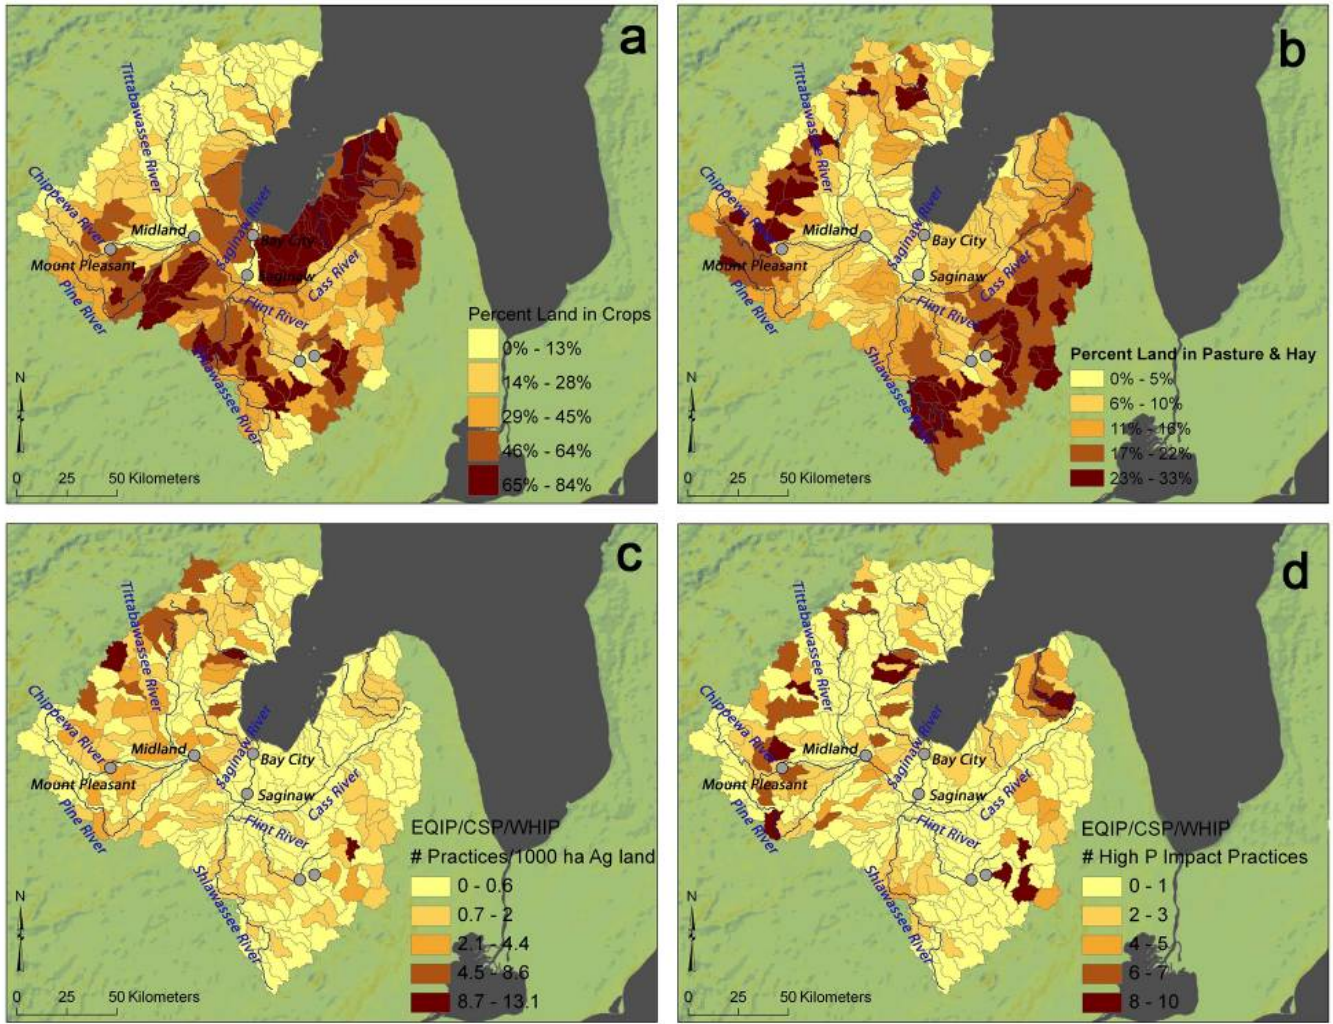 a
Tittabawassee River
Chippewa River
Midland
Saginaw River
Bay City
Mount Pleasant
Saginaw
Cass River
Pine River
Flint River
Shiawassee River
Percent Land in Crops
0% - 13%
14% - 28%
29% - 45%
46% - 64%
65% - 84%
N
0 25 50 Kilometers
b
Tittabawassee River
Chippewa River
Midland
Saginaw River
Bay City
Mount Pleasant
Saginaw
Cass River
Pine River
Flint River
Shiawassee River
Percent Land in Pasture & Hay
0% - 5%
6% - 10%
11% - 16%
17% - 22%
23% - 33%
N
0 25 50 Kilometers
c
Tittabawassee River
Chippewa River
Midland
Saginaw River
Bay City
Mount Pleasant
Saginaw
Cass River
Pine River
Flint River
Shiawassee River
EQIP/CSP/WHIP
# Practices/1000 ha Ag land
0 - 0.6
0.7 - 2
2.1 - 4.4
4.5 - 8.6
8.7 - 13.1
N
0 25 50 Kilometers
d
Tittabawassee River
Chippewa River
Midland
Saginaw River
Bay City
Mount Pleasant
Saginaw
Cass River
Pine River
Flint River
Shiawassee River
EQIP/CSP/WHIP
# High P Impact Practices
0 - 1
2 - 3
4 - 5
6 - 7
8 - 10
N
0 25 50 Kilometers